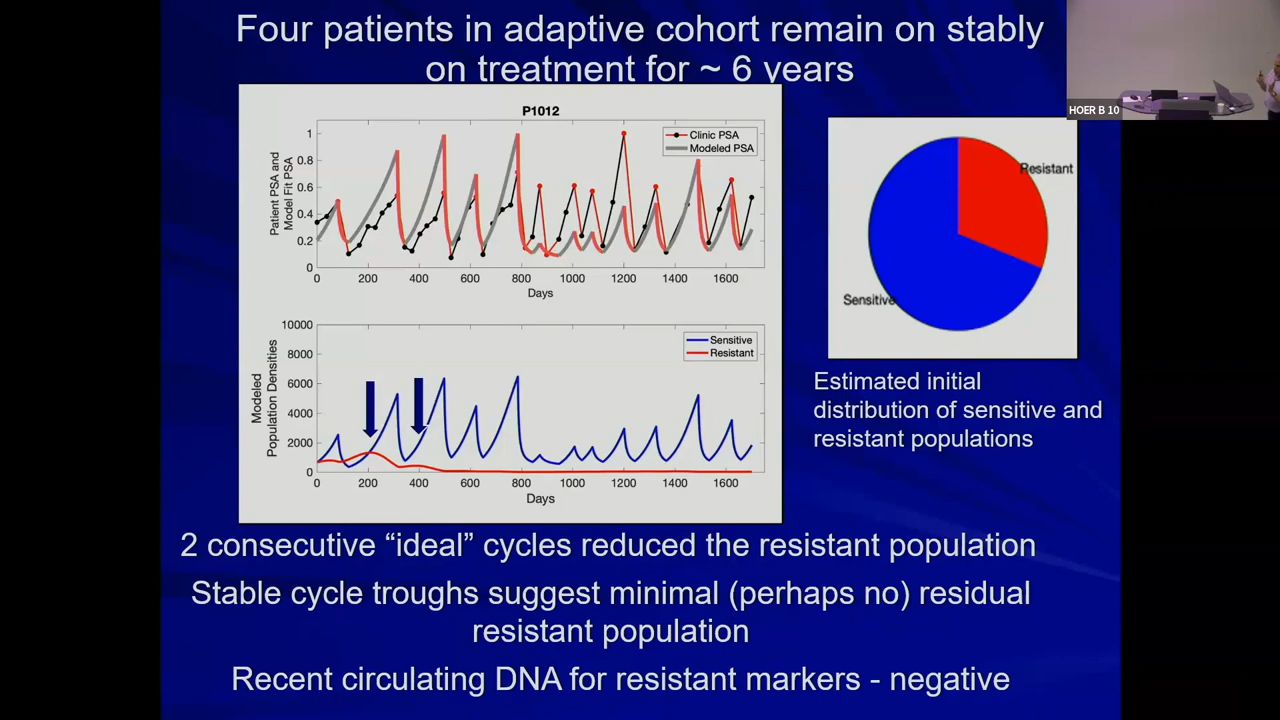 Four patients in adaptive cohort remain on stably
on treatment for ~ 6 years
HOER B 10
P1012
Patient PSA and
Model Fit PSA
1
0.8
0.6
0.4
0.2
0
Clinic PSA
Modeled PSA
0 200 400 600 800 1000 1200 1400 1600
Days
Modeled
Population Densities
10000
8000
6000
4000
2000
0
Sensitive
Resistant
0 200 400 600 800 1000 1200 1400 1600
Days
Resistant
Sensitive
Estimated initial
distribution of sensitive and
resistant populations
2 consecutive “ideal” cycles reduced the resistant population
Stable cycle troughs suggest minimal (perhaps no) residual
resistant population
Recent circulating DNA for resistant markers - negative